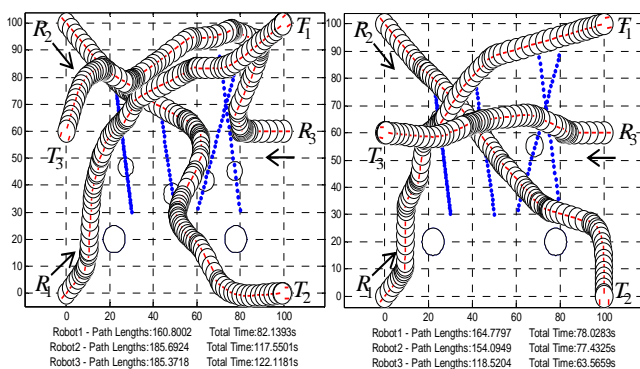 100
90
80
70
60
50
40
30
20
10
0
0 20 40 60 80 100
R2
T1
T3
R3
R1
T2
Robot1 - Path Lengths:160.8002 Total Time:82.1393s
Robot2 - Path Lengths:185.6924 Total Time:117.5501s
Robot3 - Path Lengths:185.3718 Total Time:122.1181s
100
90
80
70
60
50
40
30
20
10
0
0 20 40 60 80 100
R2
T1
T3
R3
R1
T2
Robot1 - Path Lengths:164.7797 Total Time:78.0283s
Robot2 - Path Lengths:154.0949 Total Time:77.4325s
Robot3 - Path Lengths:118.5204 Total Time:63.5659s